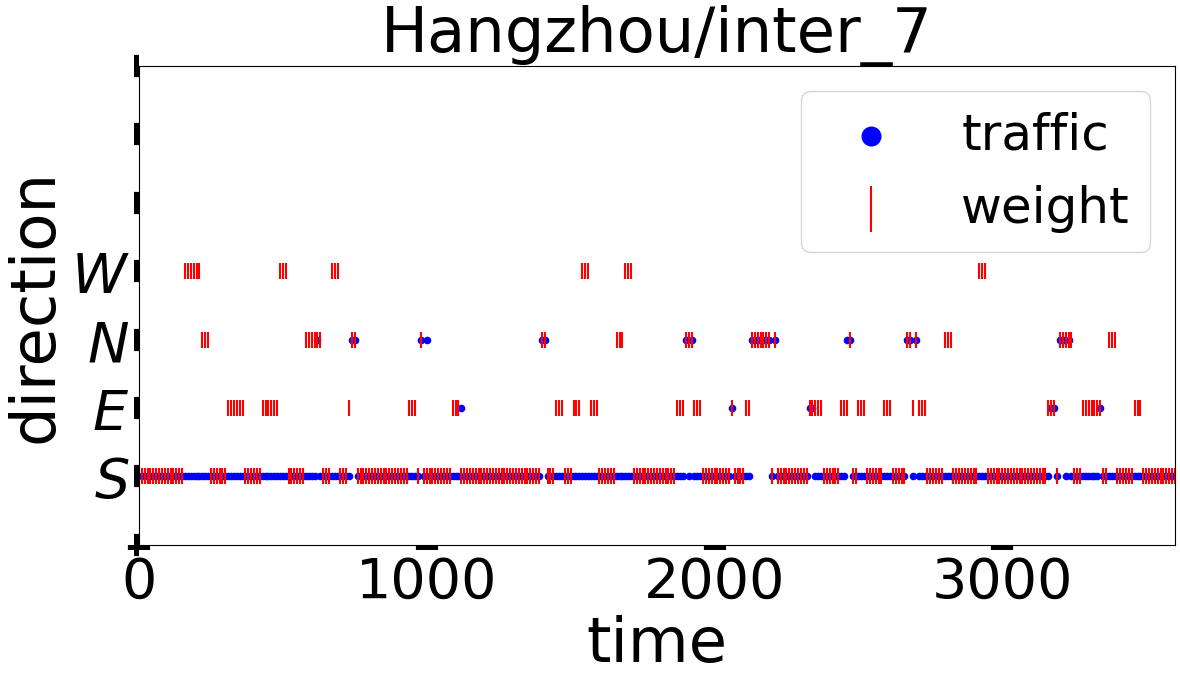 Hangzhou/inter_7
traffic
weight
direction
W
N
E
S
0 1000 2000 3000
time